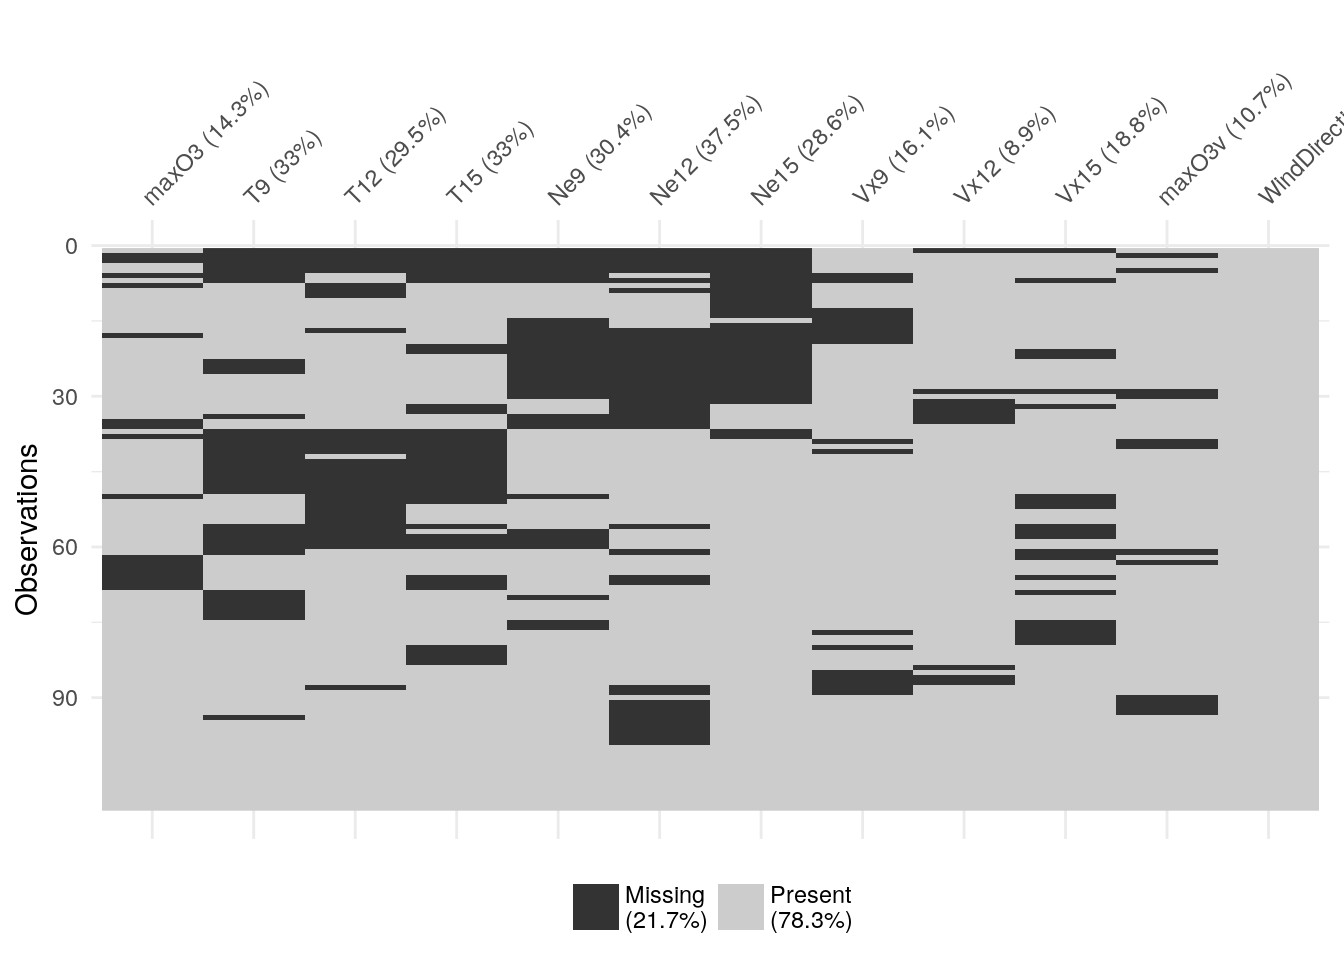 maxO3 (14.3%)
T9 (33%)
T12 (29.5%)
T15 (33%)
Ne9 (30.4%)
Ne12 (37.5%)
Ne15 (28.6%)
Vx9 (16.1%)
Vx12 (8.9%)
Vx15 (18.8%)
maxO3v (10.7%)
0
30
60
90
Observations
Missing
(21.7%)
Present
(78.3%)